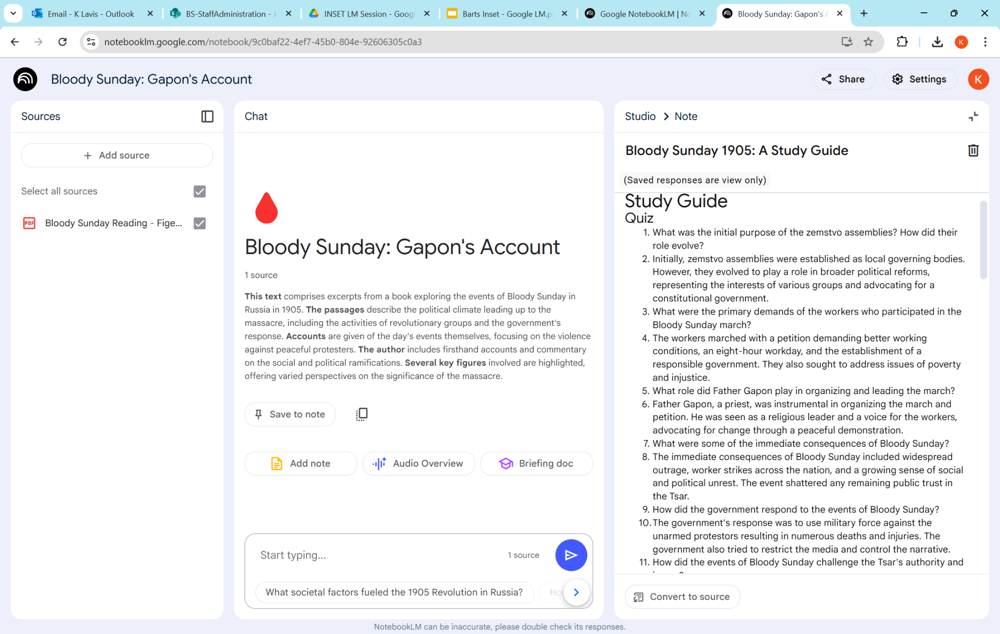 Email - K Lavis - Outlook
BS-StaffAdministration -
INSET LM Session - Goog
Barts Inset - Google LM.p
Google NotebookLM | No
Bloody Sunday: Gapon's A
notebooklm.google.com/notebook/9c0baf22-4ef7-45b0-804e-92606305c0a3
K
Bloody Sunday: Gapon's Account
Share
Settings
K
Sources
Add source
Select all sources
PDF
Bloody Sunday Reading - Fige...
Chat
Bloody Sunday: Gapon's Account
1 source
This text comprises excerpts from a book exploring the events of Bloody Sunday in
Russia in 1905. The passages describe the political climate leading up to the
massacre, including the activities of revolutionary groups and the government's
response. Accounts are given of the day's events themselves, focusing on the violence
against peaceful protesters. The author includes firsthand accounts and commentary
on the social and political ramifications. Several key figures involved are highlighted,
offering varied perspectives on the significance of the massacre.
Save to note
Add note
Audio Overview
Briefing doc
Start typing...
1 source
What societal factors fueled the 1905 Revolution in Russia?
Studio > Note
Bloody Sunday 1905: A Study Guide
(Saved responses are view only)
Study Guide
Quiz
1. What was the initial purpose of the zemstvo assemblies? How did their
role evolve?
2. Initially, zemstvo assemblies were established as local governing bodies.
However, they evolved to play a role in broader political reforms,
representing the interests of various groups and advocating for a
constitutional government.
3. What were the primary demands of the workers who participated in the
Bloody Sunday march?
4. The workers marched with a petition demanding better working
conditions, an eight-hour workday, and the establishment of a
responsible government. They also sought to address issues of poverty
and injustice.
5. What role did Father Gapon play in organizing and leading the march?
6. Father Gapon, a priest, was instrumental in organizing the march and
petition. He was seen as a religious leader and a voice for the workers,
advocating for change through a peaceful demonstration.
7. What were some of the immediate consequences of Bloody Sunday?
8. The immediate consequences of Bloody Sunday included widespread
outrage, worker strikes across the nation, and a growing sense of social
and political unrest. The event shattered any remaining public trust in
the Tsar.
9. How did the government respond to the events of Bloody Sunday?
10. The government's response was to use military force against the
unarmed protestors resulting in numerous deaths and injuries. The
government also tried to restrict the media and control the narrative.
11. How did the events of Bloody Sunday challenge the Tsar's authority and
Convert to source
NotebookLM can be inaccurate, please double check its responses.